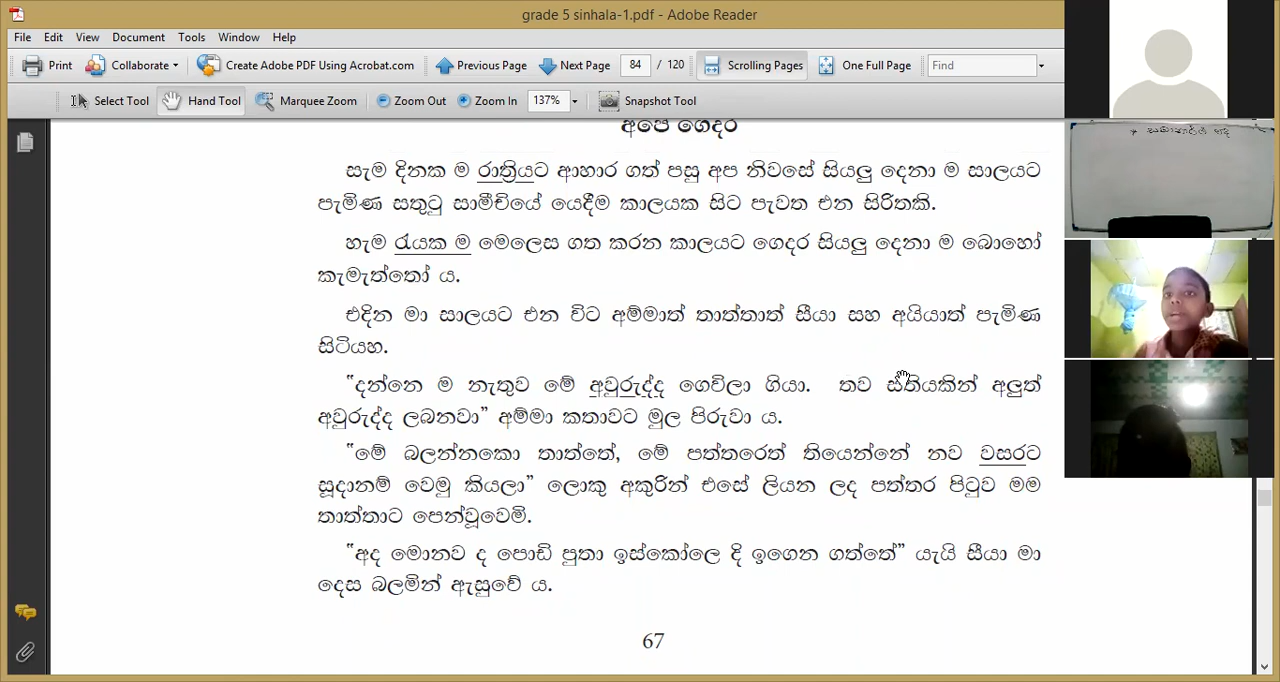 grade 5 sinhala-1.pdf - Adobe Reader
File Edit View Document Tools Window Help
Print Collaborate Create Adobe PDF Using Acrobat.com Previous Page Next Page 84 / 120 Scrolling Pages One Full Page Find
Select Tool Hand Tool Marquee Zoom Zoom Out Zoom In 137% Snapshot Tool
අපේ ගෙදර
සැම දිනක ම රාත්‍රියට ආහාර ගත් පසු අප නිවසේ සියලු දෙනා ම සාලයට
පැමිණ සතුටු සාමීචියේ යෙදීම කාලයක සිට පැවත එන සිරිතකි.
හැම රැයක ම මෙලෙස ගත කරන කාලයට ගෙදර සියලු දෙනා ම බොහෝ
කැමැත්තෝ ය.
එදින මා සාලයට එන විට අම්මාත් තාත්තාත් සීයා සහ අයියාත් පැමිණ
සිටියහ.
"දන්නෙ ම නැතුව මේ අවුරුද්ද ගෙවිලා ගියා. තව ස්තියකින් අලුත්
අවුරුද්ද ලබනවා" අම්මා කතාවට මුල පිරුවා ය.
"මේ බලන්නකො තාත්තේ, මේ පත්තරෙත් තියෙන්නේ නව වසරට
සූදානම් වෙමු කියලා" ලොකු අකුරින් එසේ ලියන ලද පත්තර පිටුව මම
තාත්තාට පෙන්වූවෙමි.
"අද මොනව ද පොඩි පුතා ඉස්කෝලෙ දි ඉගෙන ගත්තේ" යැයි සීයා මා
දෙස බලමින් ඇසුවේ ය.
67
* සමානාර්ථ පද